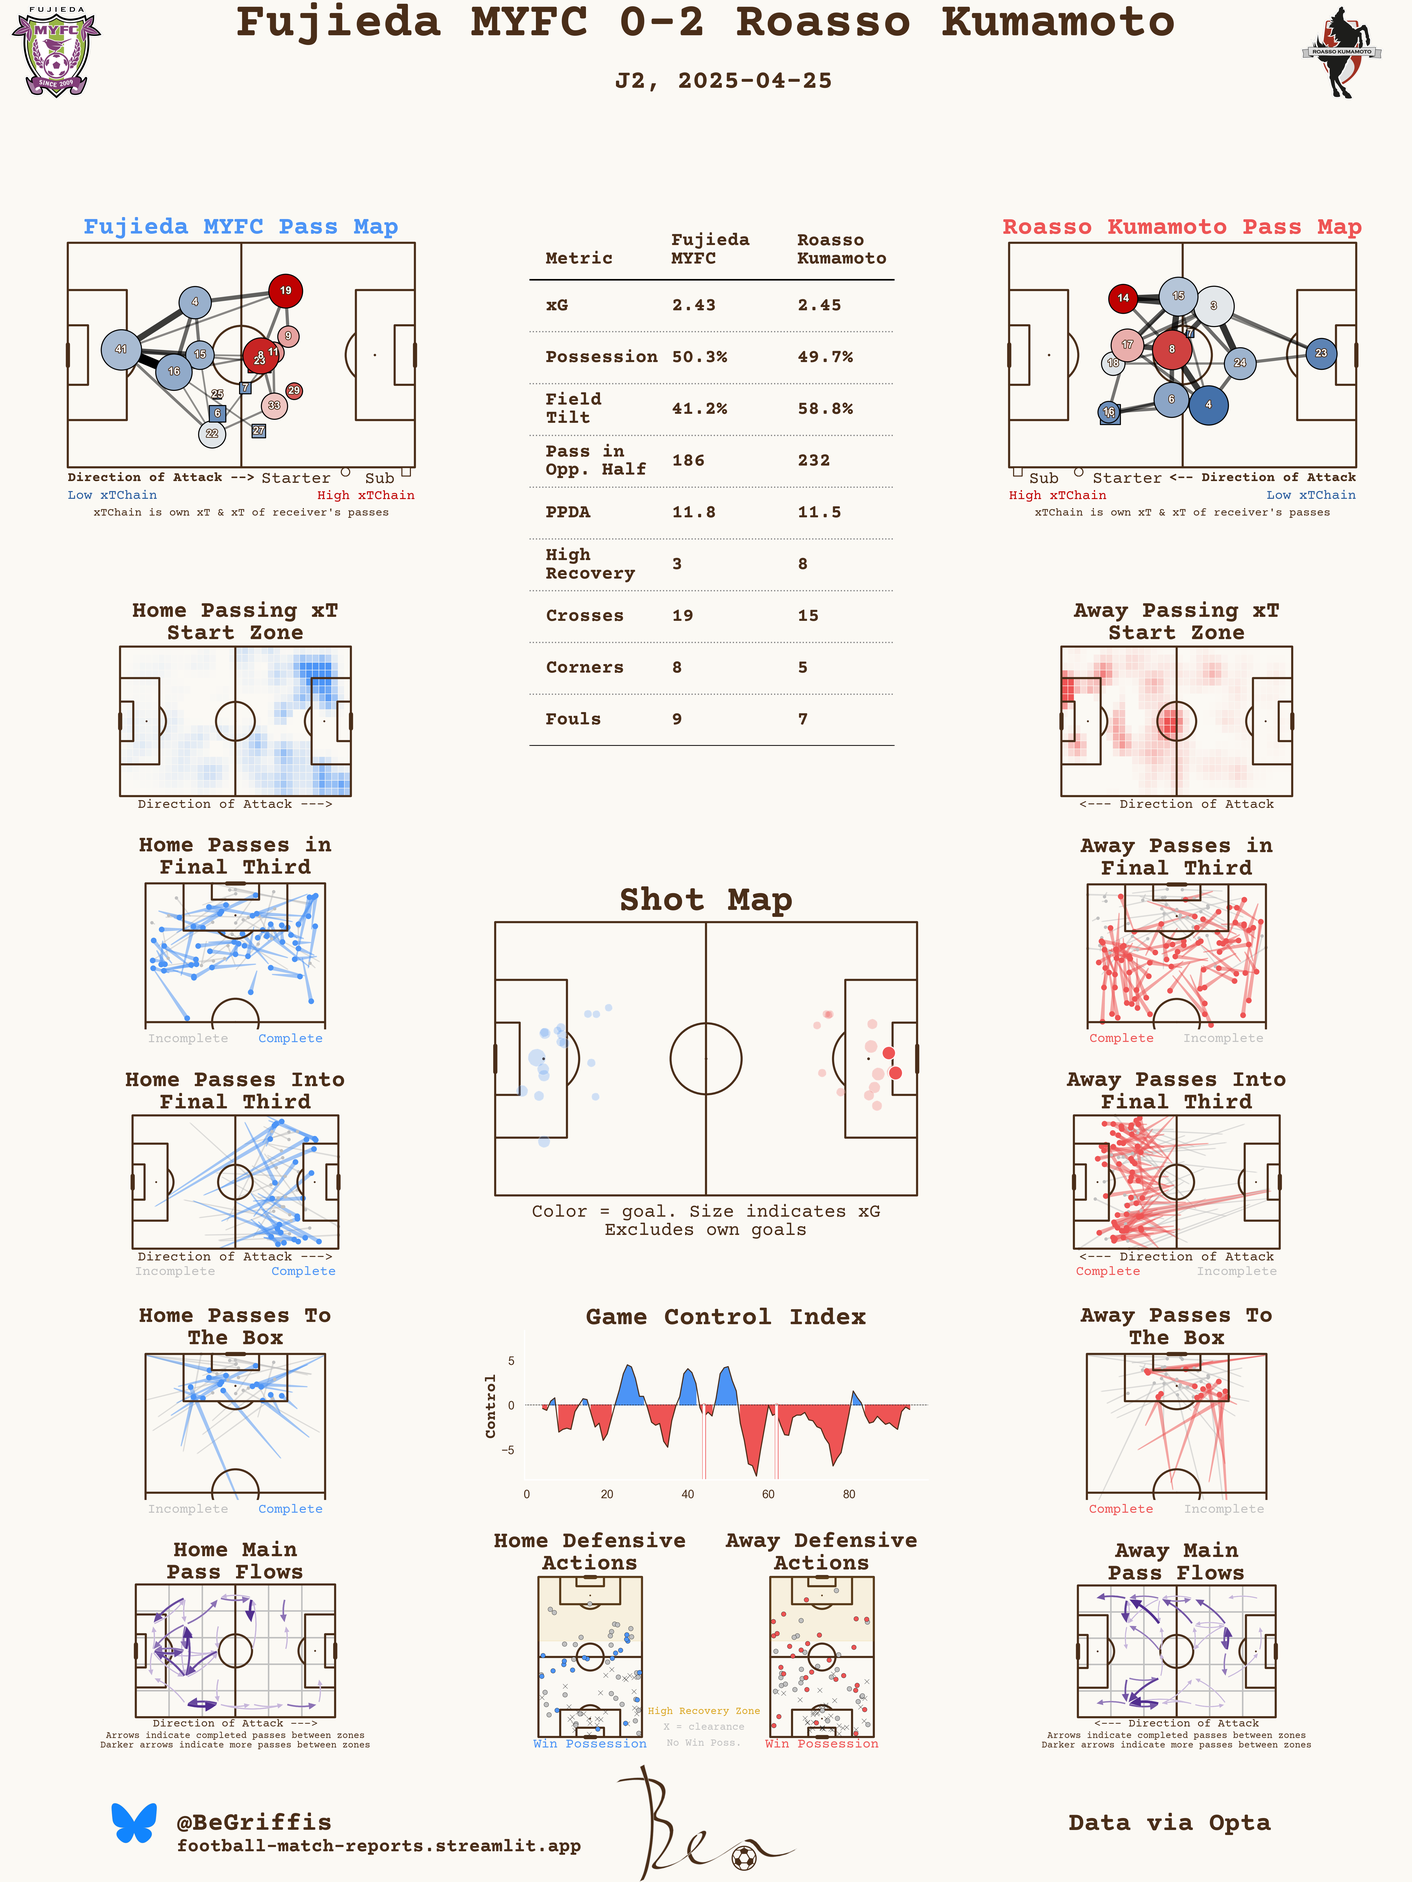 Fujieda MYFC 0-2 Roasso Kumamoto
J2, 2025-04-25
FUJIEDA
MYFC
SINCE 2009
ROASSO KUMAMOTO
Fujieda MYFC Pass Map
41
4
19
9
11
8
23
15
16
7
29
25
33
6
22
27
Direction of Attack --> Starter Sub
Low xTChain High xTChain
xTChain is own xT & xT of receiver's passes
Metric Fujieda MYFC Roasso Kumamoto
xG 2.43 2.45
Possession 50.3% 49.7%
Field Tilt 41.2% 58.8%
Pass in Opp. Half 186 232
PPDA 11.8 11.5
High Recovery 3 8
Crosses 19 15
Corners 8 5
Fouls 9 7
Roasso Kumamoto Pass Map
14
15
3
7
17
8
18
24
23
6
4
16
Sub Starter <-- Direction of Attack
High xTChain Low xTChain
xTChain is own xT & xT of receiver's passes
Home Passing xT
Start Zone
Direction of Attack --->
Away Passing xT
Start Zone
<--- Direction of Attack
Home Passes in
Final Third
Incomplete Complete
Away Passes in
Final Third
Complete Incomplete
Shot Map
Color = goal. Size indicates xG
Excludes own goals
Home Passes Into
Final Third
Direction of Attack --->
Incomplete Complete
Away Passes Into
Final Third
<--- Direction of Attack
Complete Incomplete
Home Passes To
The Box
Incomplete Complete
Game Control Index
Control
5
0
−5
0 20 40 60 80
Away Passes To
The Box
Complete Incomplete
Home Main
Pass Flows
Direction of Attack --->
Arrows indicate completed passes between zones
Darker arrows indicate more passes between zones
Home Defensive
Actions
Win Possession
High Recovery Zone
X = clearance
No Win Poss.
Away Defensive
Actions
Win Possession
Away Main
Pass Flows
<--- Direction of Attack
Arrows indicate completed passes between zones
Darker arrows indicate more passes between zones
@BeGriffis
football-match-reports.streamlit.app
Ben
Data via Opta